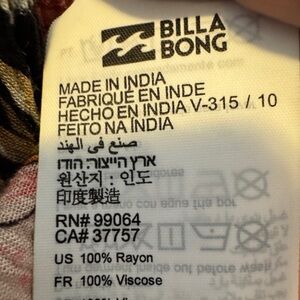 BILLA
BONG
MADE IN INDIA
FABRIQUE EN INDE
HECHO EN INDIA V-315 / 10
FEITO NA ÍNDIA
صنع في الهند
ארץ הייצור: הודו
원산지 : 인도
印度製造
RN# 99064
CA# 37757
US 100% Rayon
FR 100% Viscose